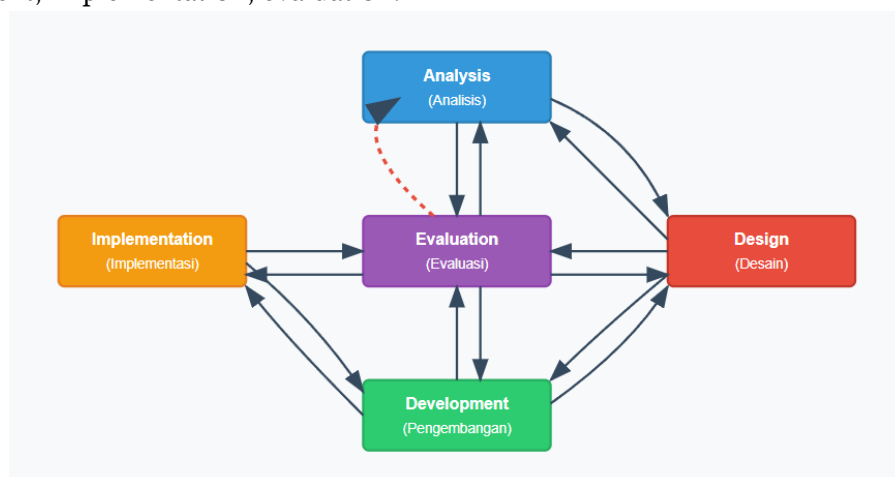 Analysis
(Analisis)
Implementation
(Implementasi)
Evaluation
(Evaluasi)
Design
(Desain)
Development
(Pengembangan)